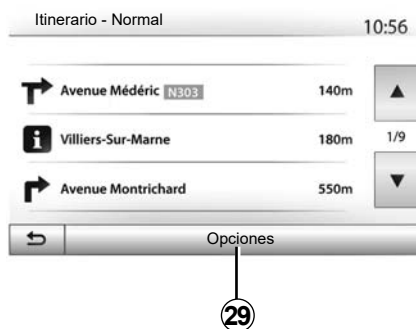 Itinerario - Normal 10:56
Avenue Médéric N303 140m
i Villiers-Sur-Marne 180m 1/9
Avenue Montrichard 550m
Opciones
29